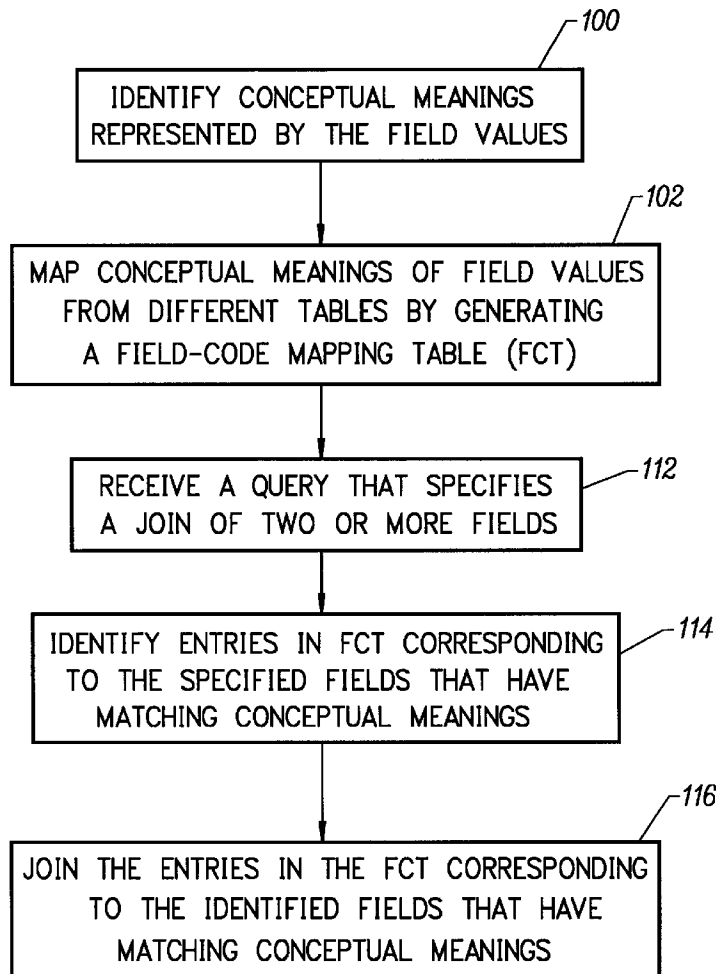 100
IDENTIFY CONCEPTUAL MEANINGS
REPRESENTED BY THE FIELD VALUES
102
MAP CONCEPTUAL MEANINGS OF FIELD VALUES
FROM DIFFERENT TABLES BY GENERATING
A FIELD-CODE MAPPING TABLE (FCT)
112
RECEIVE A QUERY THAT SPECIFIES
A JOIN OF TWO OR MORE FIELDS
114
IDENTIFY ENTRIES IN FCT CORRESPONDING
TO THE SPECIFIED FIELDS THAT HAVE
MATCHING CONCEPTUAL MEANINGS
116
JOIN THE ENTRIES IN THE FCT CORRESPONDING
TO THE IDENTIFIED FIELDS THAT HAVE
MATCHING CONCEPTUAL MEANINGS